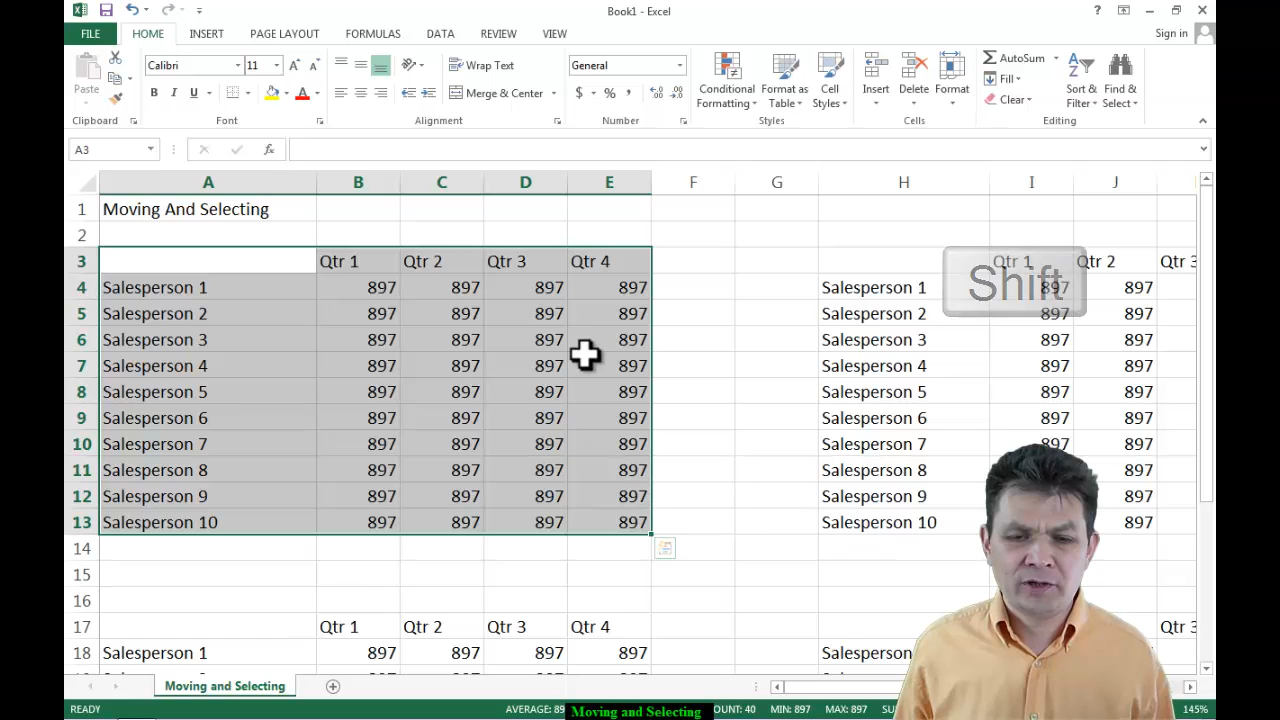 Book1 - Excel
?
Sign in
FILE HOME INSERT PAGE LAYOUT FORMULAS DATA REVIEW VIEW
Paste
Calibri 11
B I U A
Wrap Text
Merge & Center
General
$ % ,
Conditional Formatting
Format as Table
Cell Styles
Insert Delete Format
AutoSum
Fill
Clear
Sort & Filter
Find & Select
Clipboard Font Alignment Number Styles Cells Editing
A3 fx
A B C D E F G H I J
1 Moving And Selecting
2
3 Qtr 1 Qtr 2 Qtr 3 Qtr 4 Qtr 1 Qtr 2 Qtr 3
Shift
4 Salesperson 1 897 897 897 897 Salesperson 1 897 897
5 Salesperson 2 897 897 897 897 Salesperson 2 897 897
6 Salesperson 3 897 897 897 897 Salesperson 3 897 897
7 Salesperson 4 897 897 897 897 Salesperson 4 897 897
8 Salesperson 5 897 897 897 897 Salesperson 5 897 897
9 Salesperson 6 897 897 897 897 Salesperson 6 897 897
10 Salesperson 7 897 897 897 897 Salesperson 7 897 897
11 Salesperson 8 897 897 897 897 Salesperson 8 897
12 Salesperson 9 897 897 897 897 Salesperson 9 897
13 Salesperson 10 897 897 897 897 Salesperson 10 897
14
15
16
17 Qtr 1 Qtr 2 Qtr 3 Qtr 4 Qtr 3
18 Salesperson 1 897 897 897 897
Moving and Selecting
READY AVERAGE: 89 Moving and Selecting COUNT: 40 MIN: 897 MAX: 897 145%